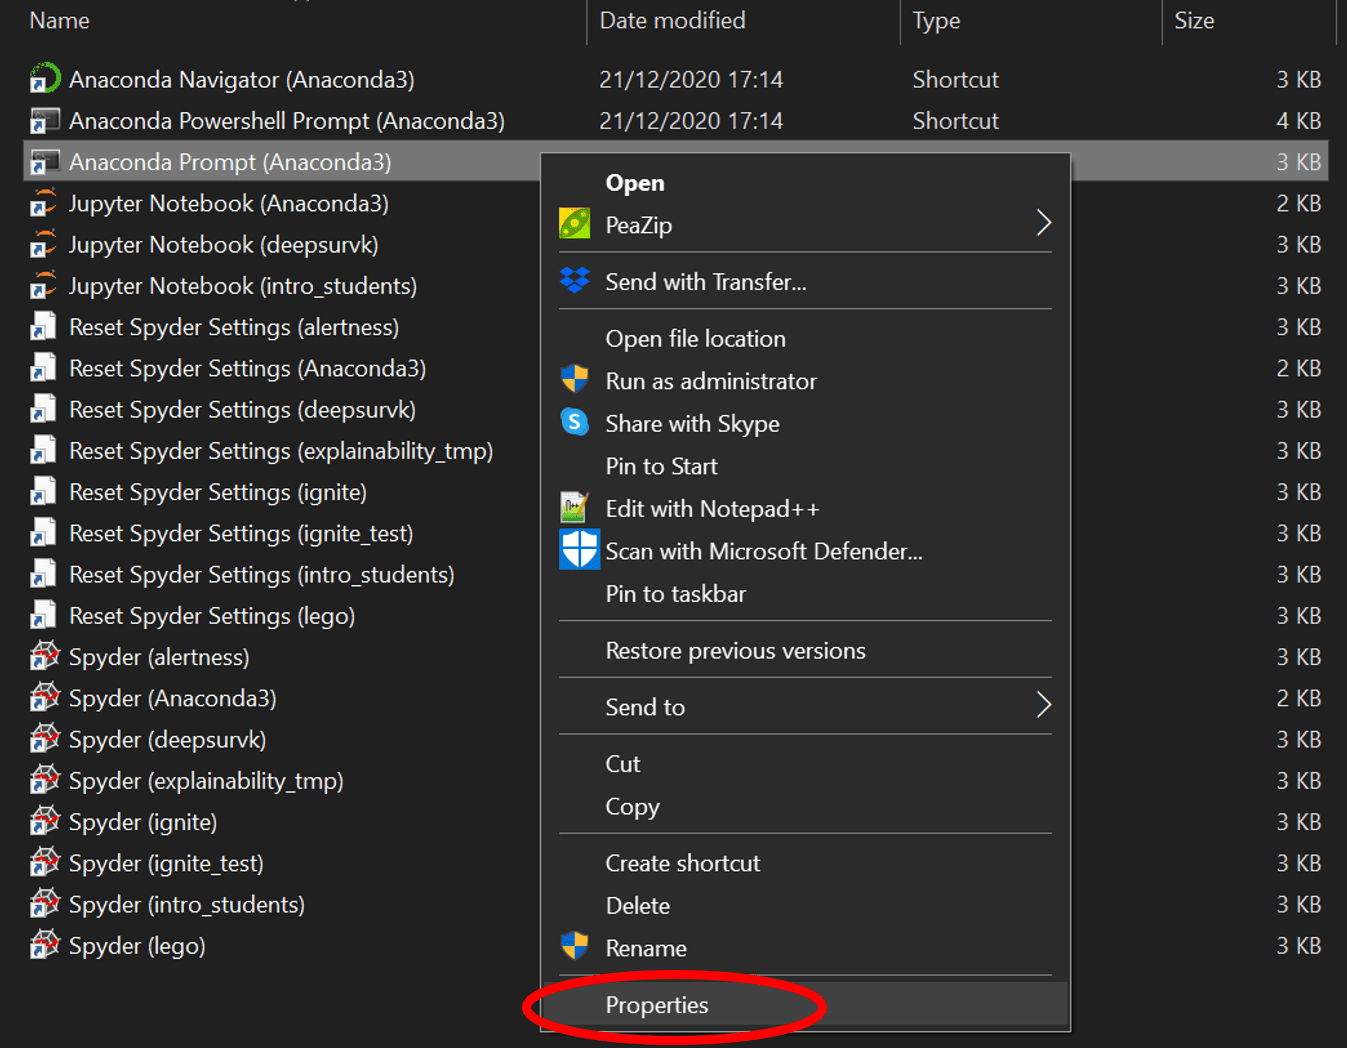 Name Date modified Type Size
Anaconda Navigator (Anaconda3) 21/12/2020 17:14 Shortcut 3 KB
Anaconda Powershell Prompt (Anaconda3) 21/12/2020 17:14 Shortcut 4 KB
Anaconda Prompt (Anaconda3) 3 KB
Jupyter Notebook (Anaconda3) 2 KB
Jupyter Notebook (deepsurvk) 3 KB
Jupyter Notebook (intro_students) 3 KB
Reset Spyder Settings (alertness) 3 KB
Reset Spyder Settings (Anaconda3) 2 KB
Reset Spyder Settings (deepsurvk) 3 KB
Reset Spyder Settings (explainability_tmp) 3 KB
Reset Spyder Settings (ignite) 3 KB
Reset Spyder Settings (ignite_test) 3 KB
Reset Spyder Settings (intro_students) 3 KB
Reset Spyder Settings (lego) 3 KB
Spyder (alertness) 3 KB
Spyder (Anaconda3) 2 KB
Spyder (deepsurvk) 3 KB
Spyder (explainability_tmp) 3 KB
Spyder (ignite) 3 KB
Spyder (ignite_test) 3 KB
Spyder (intro_students) 3 KB
Spyder (lego) 3 KB
Open
PeaZip
Send with Transfer...
Open file location
Run as administrator
Share with Skype
Pin to Start
Edit with Notepad++
Scan with Microsoft Defender...
Pin to taskbar
Restore previous versions
Send to
Cut
Copy
Create shortcut
Delete
Rename
Properties